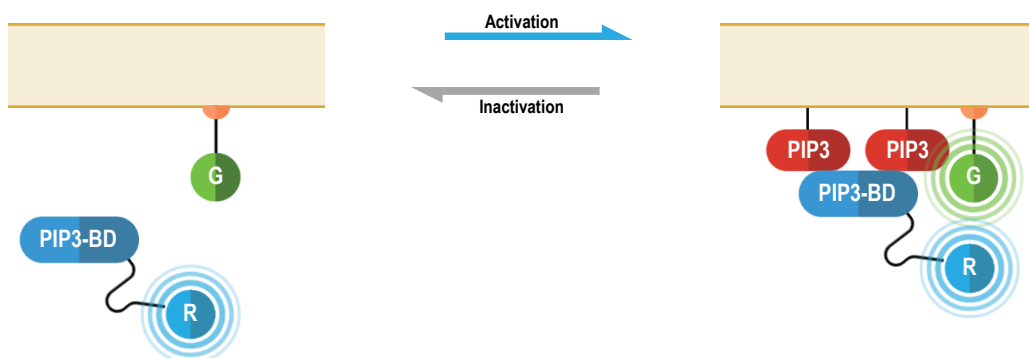 Activation
Inactivation
G
PIP3-BD
R
PIP3
PIP3
G
PIP3-BD
R